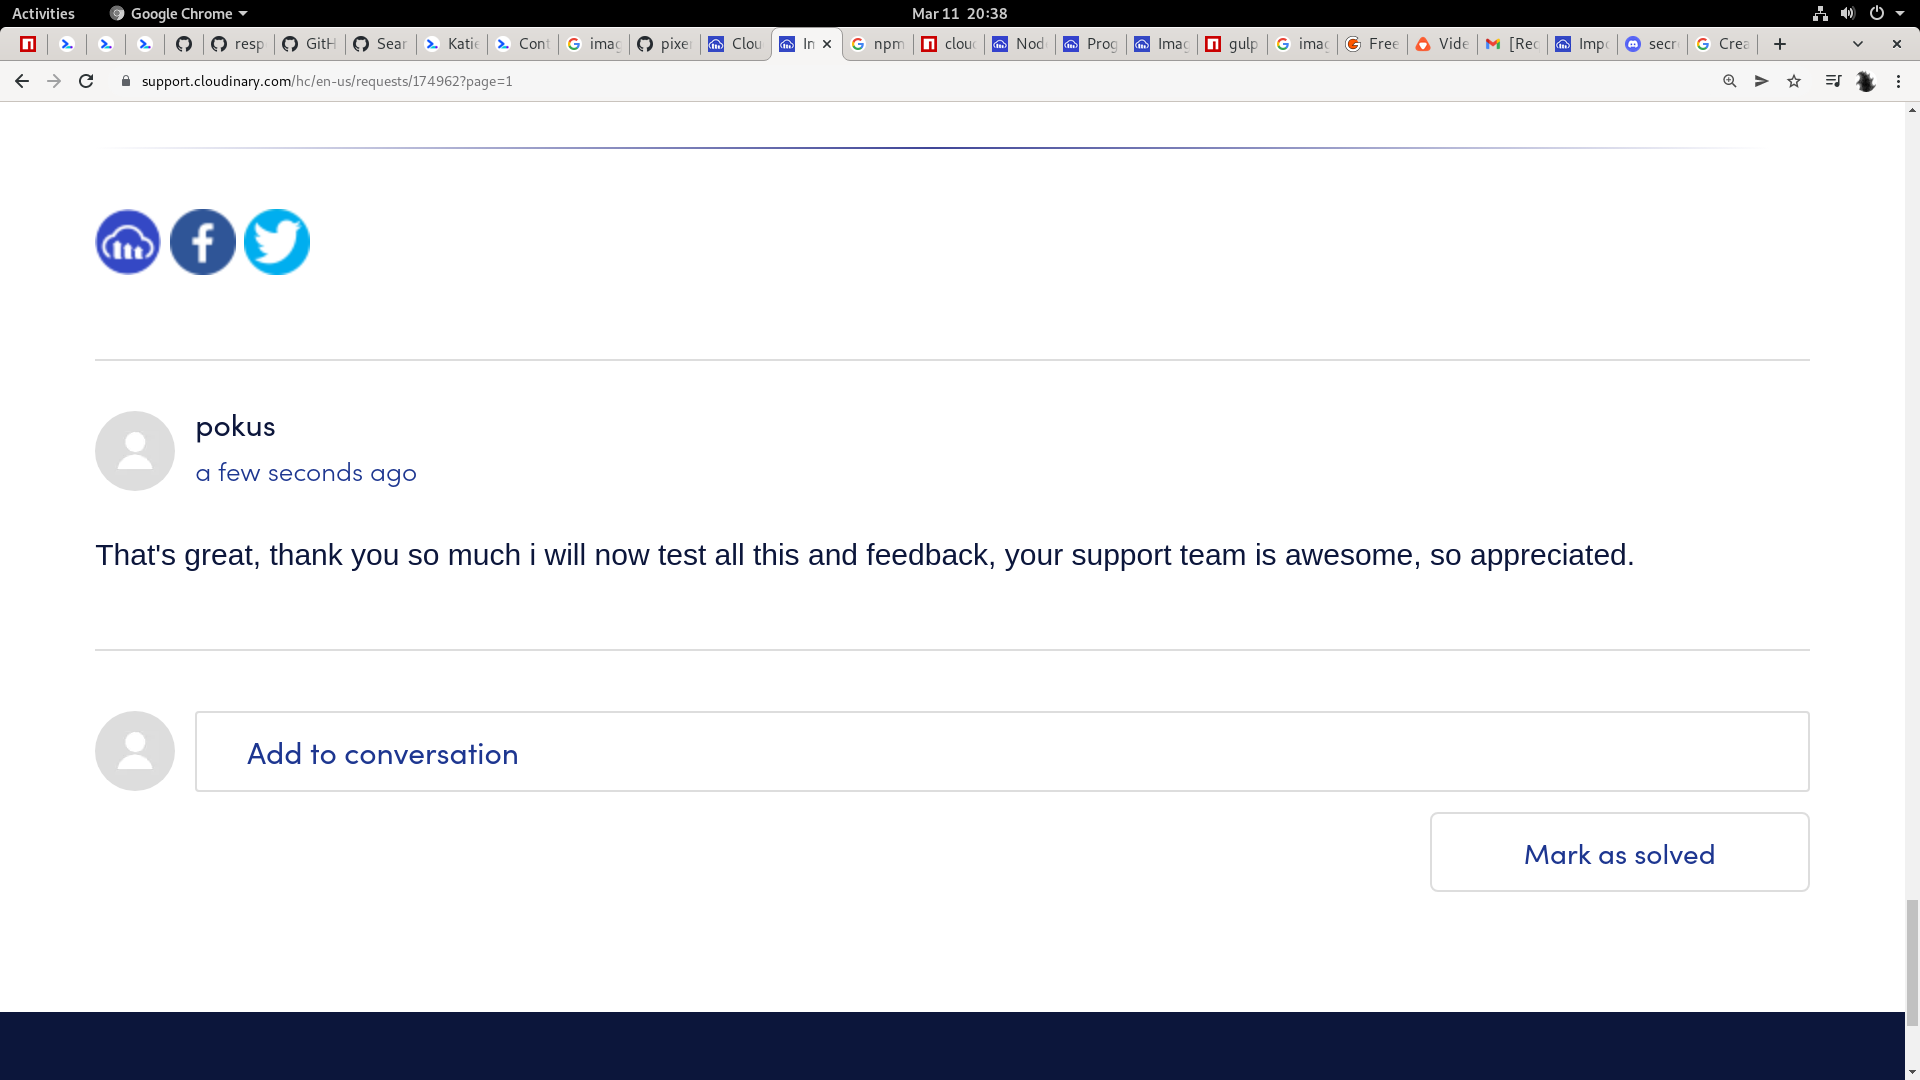 Activities Google Chrome Mar 11 20:38
resp GitH Sear Katie Cont imag pixe Clou In npm clou Nod Prog Imag gulp imag Free Vide [Rec Impo secr Crea
support.cloudinary.com/hc/en-us/requests/174962?page=1
pokus
a few seconds ago
That's great, thank you so much i will now test all this and feedback, your support team is awesome, so appreciated.
Add to conversation
Mark as solved